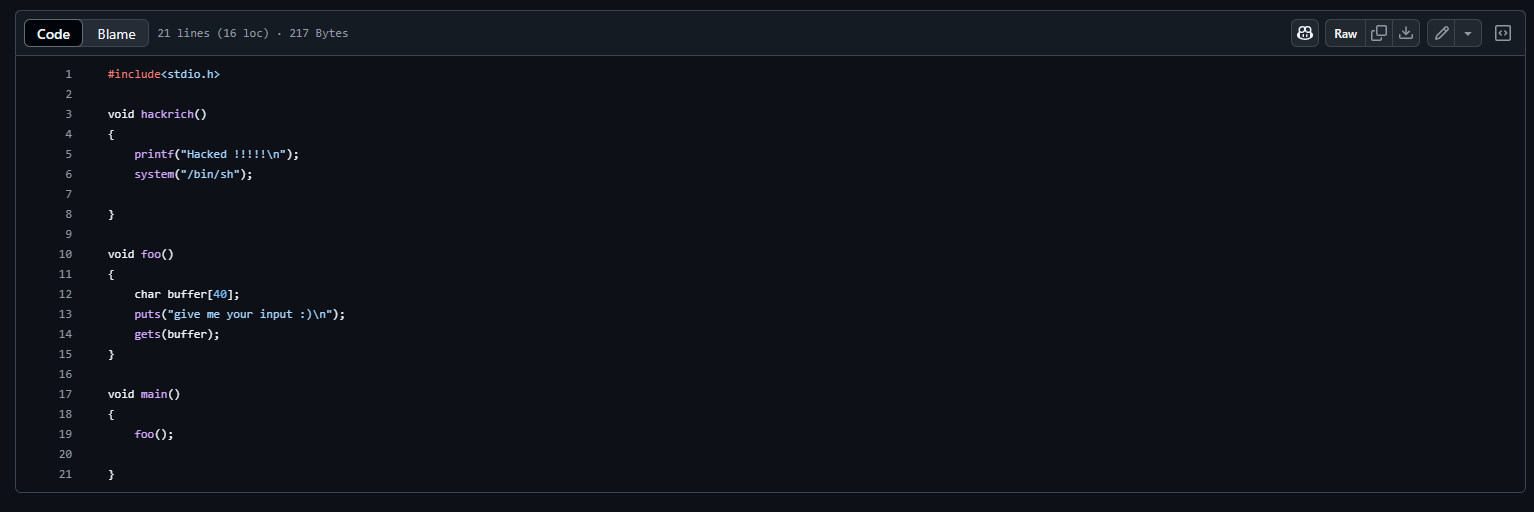 Code Blame 21 lines (16 loc) · 217 Bytes Raw
1 #include<stdio.h>
2
3 void hackrich()
4 {
5     printf("Hacked !!!!!\n");
6     system("/bin/sh");
7
8 }
9
10 void foo()
11 {
12     char buffer[40];
13     puts("give me your input :)\n");
14     gets(buffer);
15 }
16
17 void main()
18 {
19     foo();
20
21 }